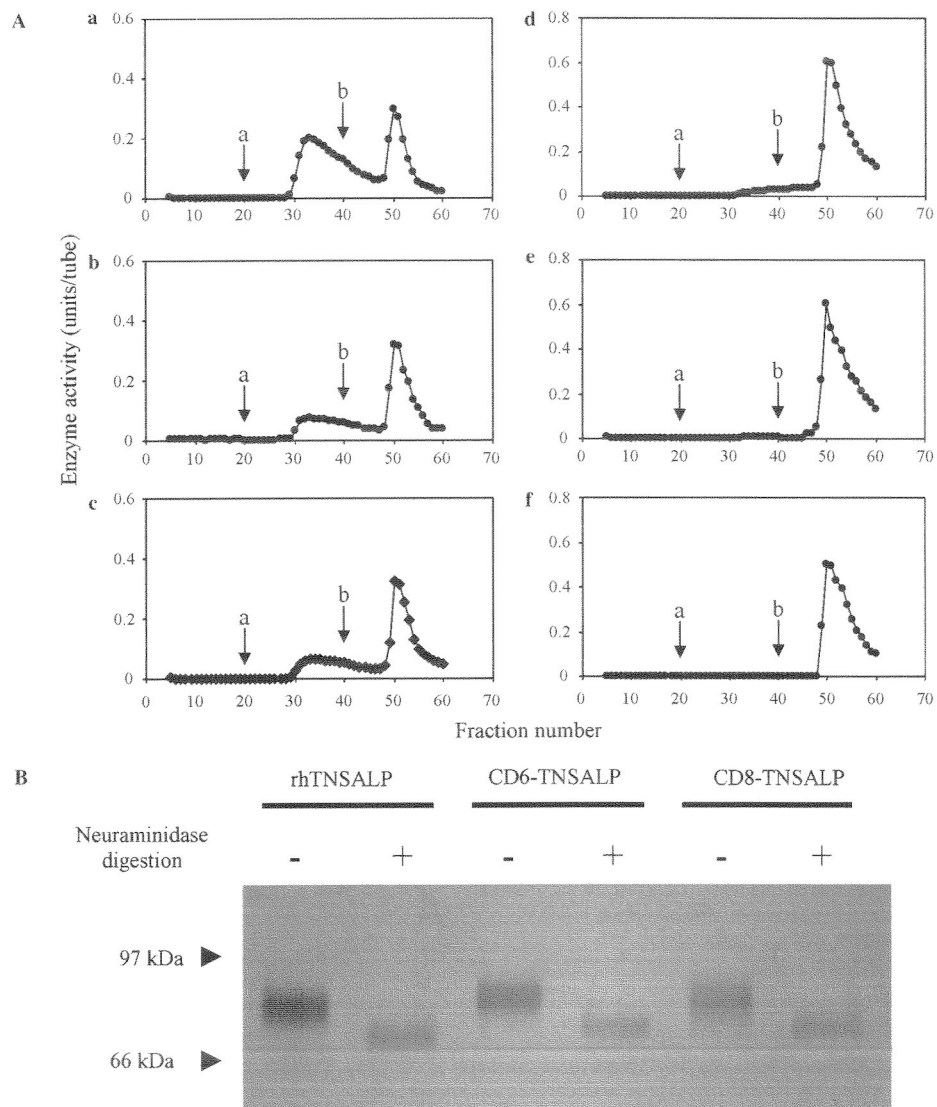 A
a
d
0.6
0.4
0.2
0
a
b
0 10 20 30 40 50 60 70
0.8
0.6
0.4
0.2
0
a
b
0 10 20 30 40 50 60 70
b
e
0.6
0.4
0.2
0
a
b
0 10 20 30 40 50 60 70
0.8
0.6
0.4
0.2
0
a
b
0 10 20 30 40 50 60 70
c
f
0.6
0.4
0.2
0
a
b
0 10 20 30 40 50 60 70
0.8
0.6
0.4
0.2
0
a
b
0 10 20 30 40 50 60 70
Enzyme activity (units/tube)
Fraction number
B
rhTNSALP CD6-TNSALP CD8-TNSALP
Neuraminidase
digestion
- + - + - +
97 kDa
66 kDa